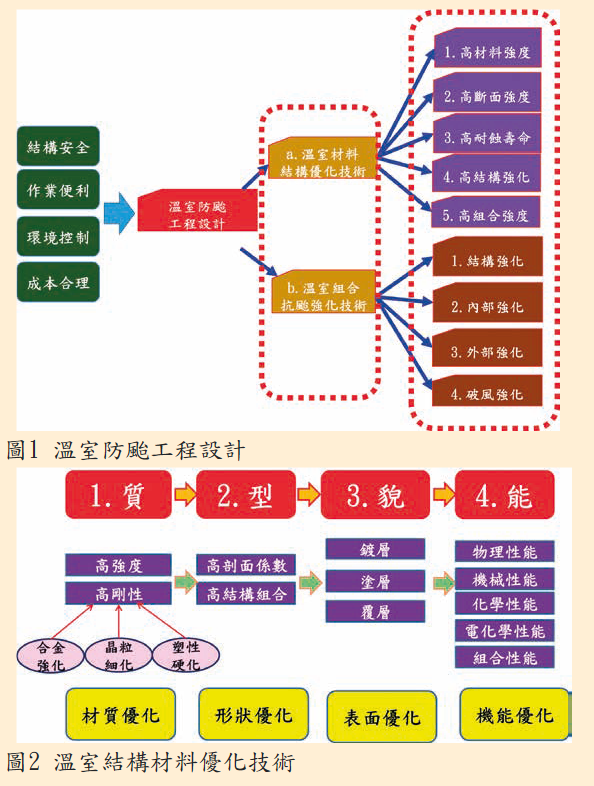 結構安全
作業便利
環境控制
成本合理
溫室防颱
工程設計
a.溫室材料
結構優化技術
b.溫室組合
抗颱強化技術
1.高材料強度
2.高斷面強度
3.高耐蝕壽命
4.高結構強化
5.高組合強度
1.結構強化
2.內部強化
3.外部強化
4.破風強化
圖1 溫室防颱工程設計
1.質
2.型
3.貌
4.能
高強度
高剛性
合金
強化
晶粒
細化
塑性
硬化
高剖面係數
高結構組合
鍍層
塗層
覆層
物理性能
機械性能
化學性能
電化學性能
組合性能
材質優化
形狀優化
表面優化
機能優化
圖2 溫室結構材料優化技術